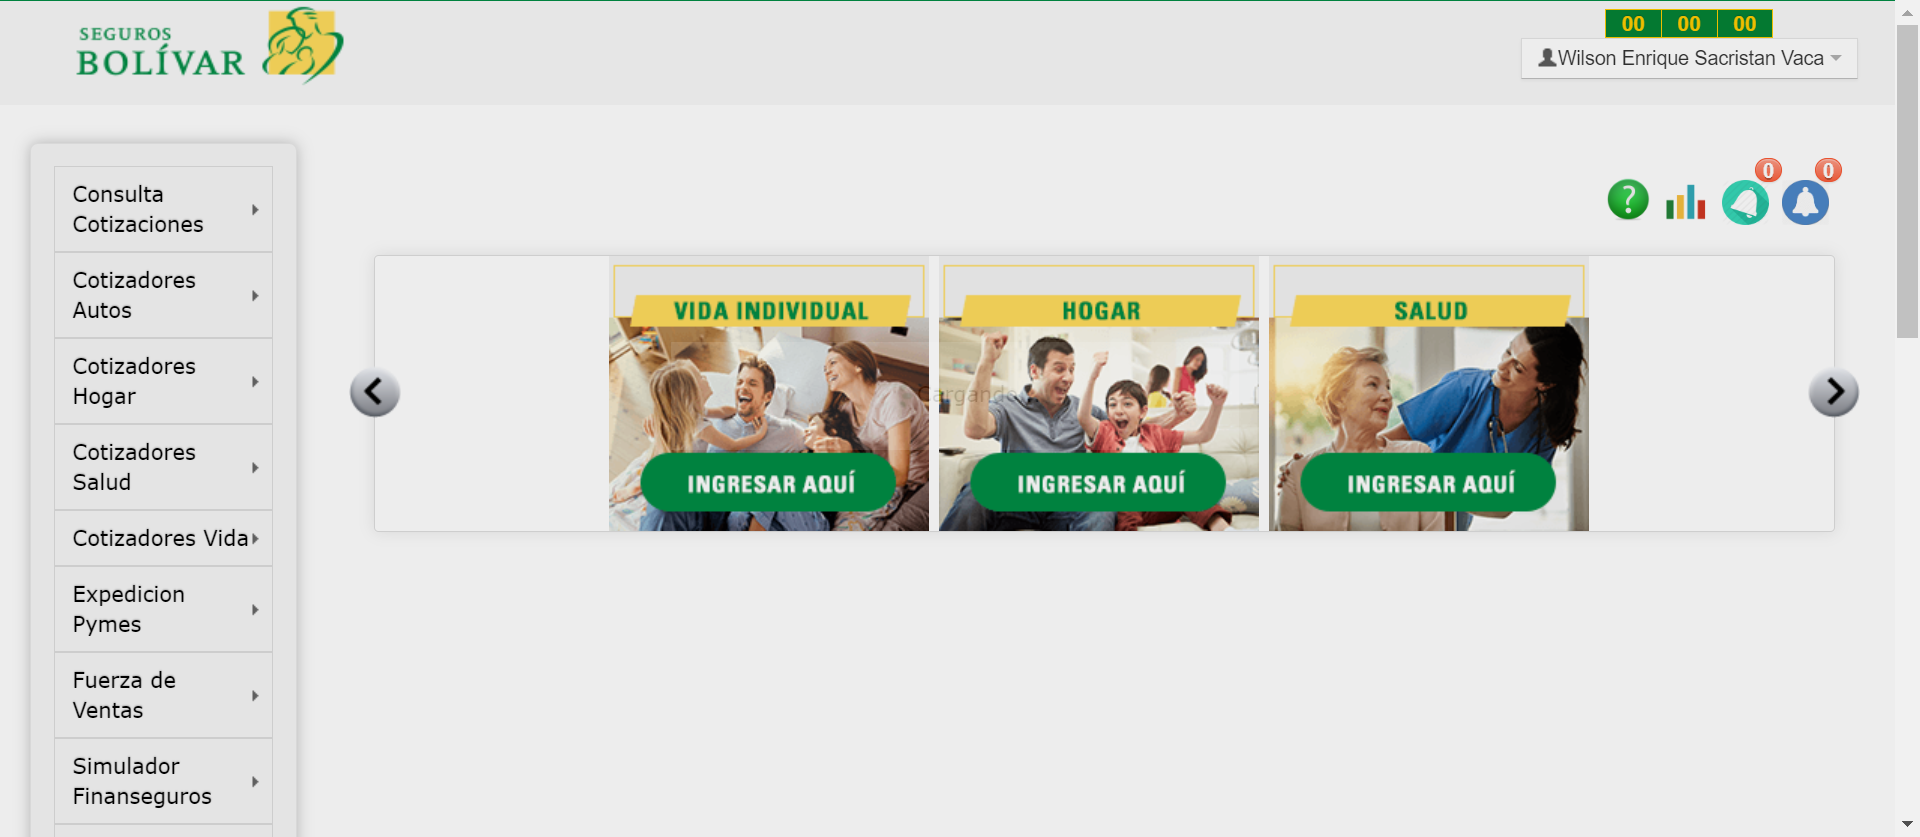 SEGUROS
BOLÍVAR
00 00 00
Wilson Enrique Sacristan Vaca
Consulta
Cotizaciones
Cotizadores
Autos
Cotizadores
Hogar
Cotizadores
Salud
Cotizadores Vida
Expedicion
Pymes
Fuerza de
Ventas
Simulador
Finanseguros
?
0
0
VIDA INDIVIDUAL
HOGAR
SALUD
Cargando
INGRESAR AQUÍ
INGRESAR AQUÍ
INGRESAR AQUÍ